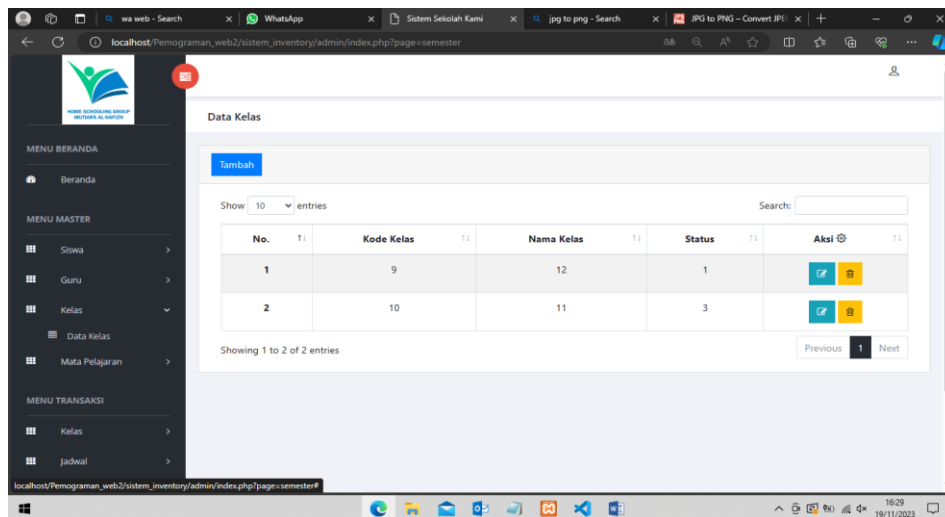 wa web - Search
WhatsApp
Sistem Sekolah Kami
jpg to png - Search
JPG to PNG – Convert JPE
localhost/Pemograman_web2/sistem_inventory/admin/index.php?page=semester
HOME SCHOOLING GROUP
MUTIARA AL HAFIZH
Data Kelas
MENU BERANDA
Beranda
MENU MASTER
Siswa
Guru
Kelas
Data Kelas
Mata Pelajaran
MENU TRANSAKSI
Kelas
Jadwal
Tambah
Show 10 entries
Search:
No. Kode Kelas Nama Kelas Status Aksi
1 9 12 1
2 10 11 3
Showing 1 to 2 of 2 entries
Previous 1 Next
localhost/Pemograman_web2/sistem_inventory/admin/index.php?page=semester#
16:29
19/11/2023